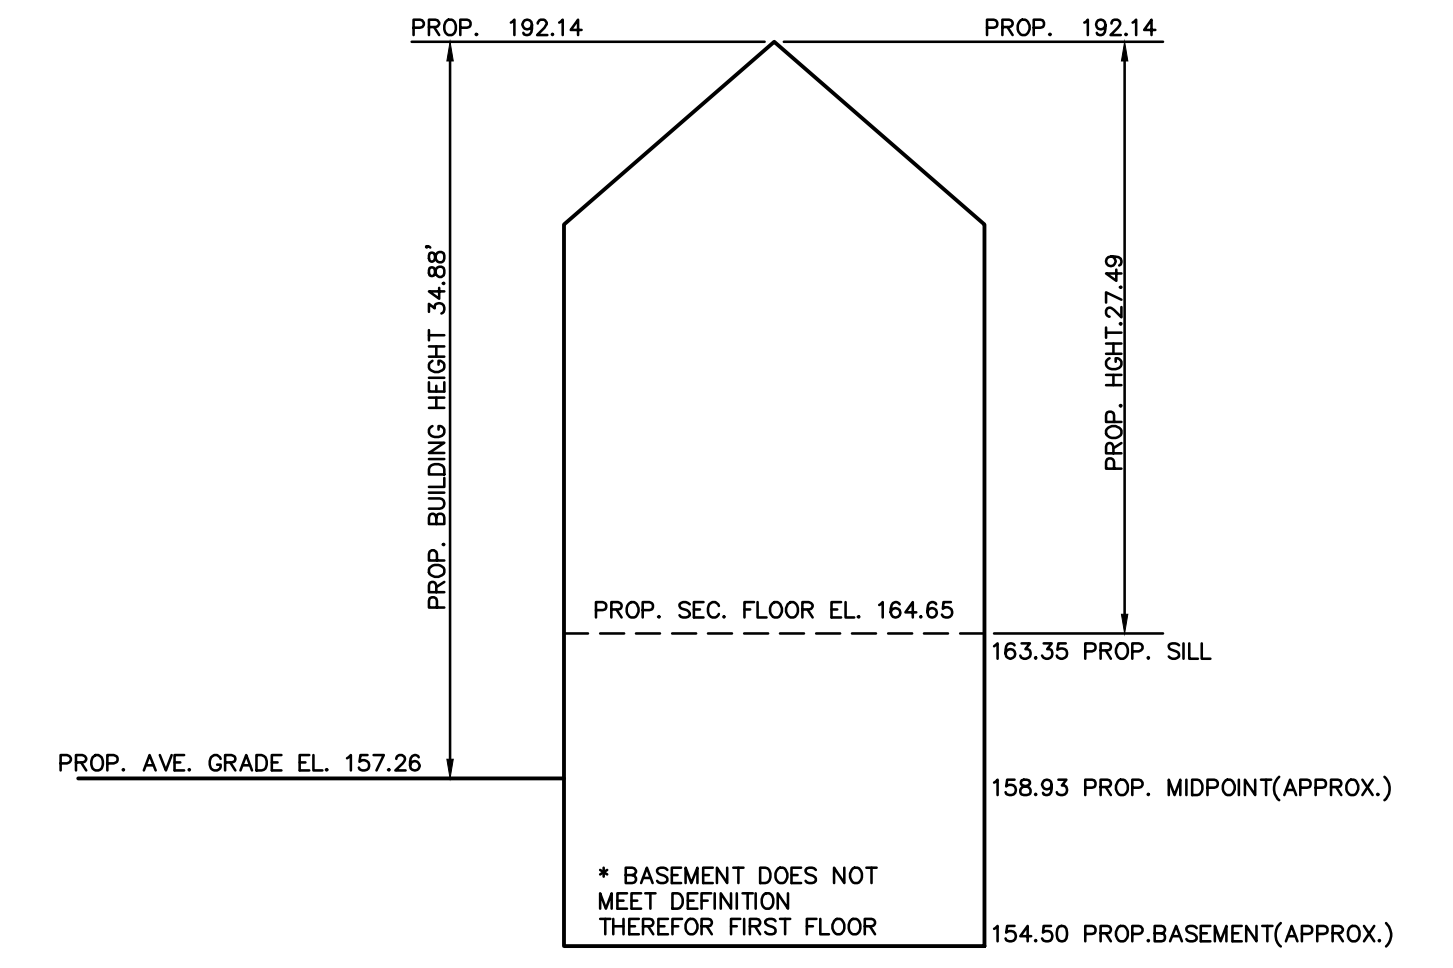 PROP. 192.14
PROP. 192.14
PROP. BUILDING HEIGHT 34.88'
PROP. HGHT.27.49
PROP. SEC. FLOOR EL. 164.65
163.35 PROP. SILL
PROP. AVE. GRADE EL. 157.26
158.93 PROP. MIDPOINT(APPROX.)
* BASEMENT DOES NOT
MEET DEFINITION
THEREFOR FIRST FLOOR
154.50 PROP.BASEMENT(APPROX.)